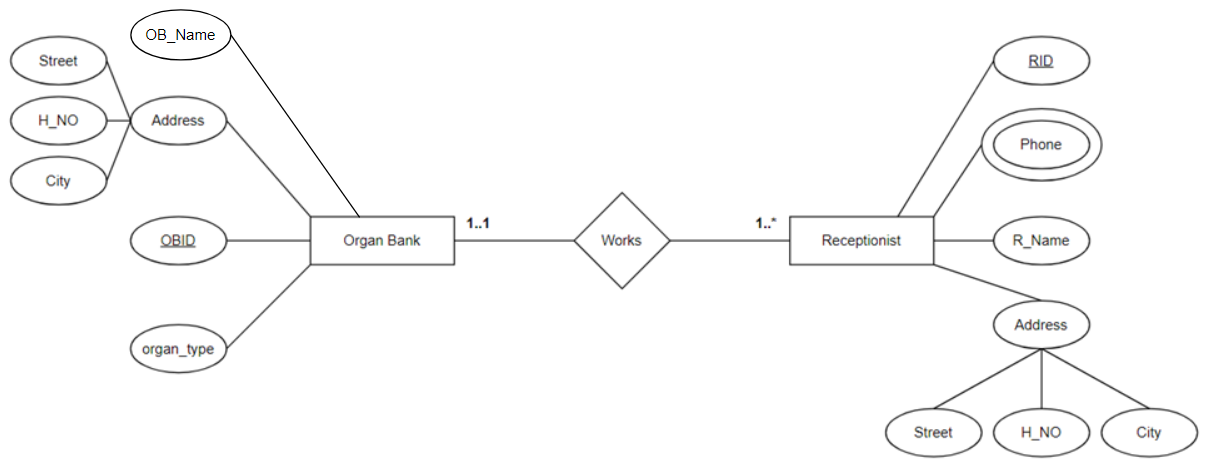 OB_Name
Street
Address
H_NO
City
OBID
organ_type
Organ Bank
1..1
Works
1..*
Receptionist
RID
Phone
R_Name
Address
Street
H_NO
City